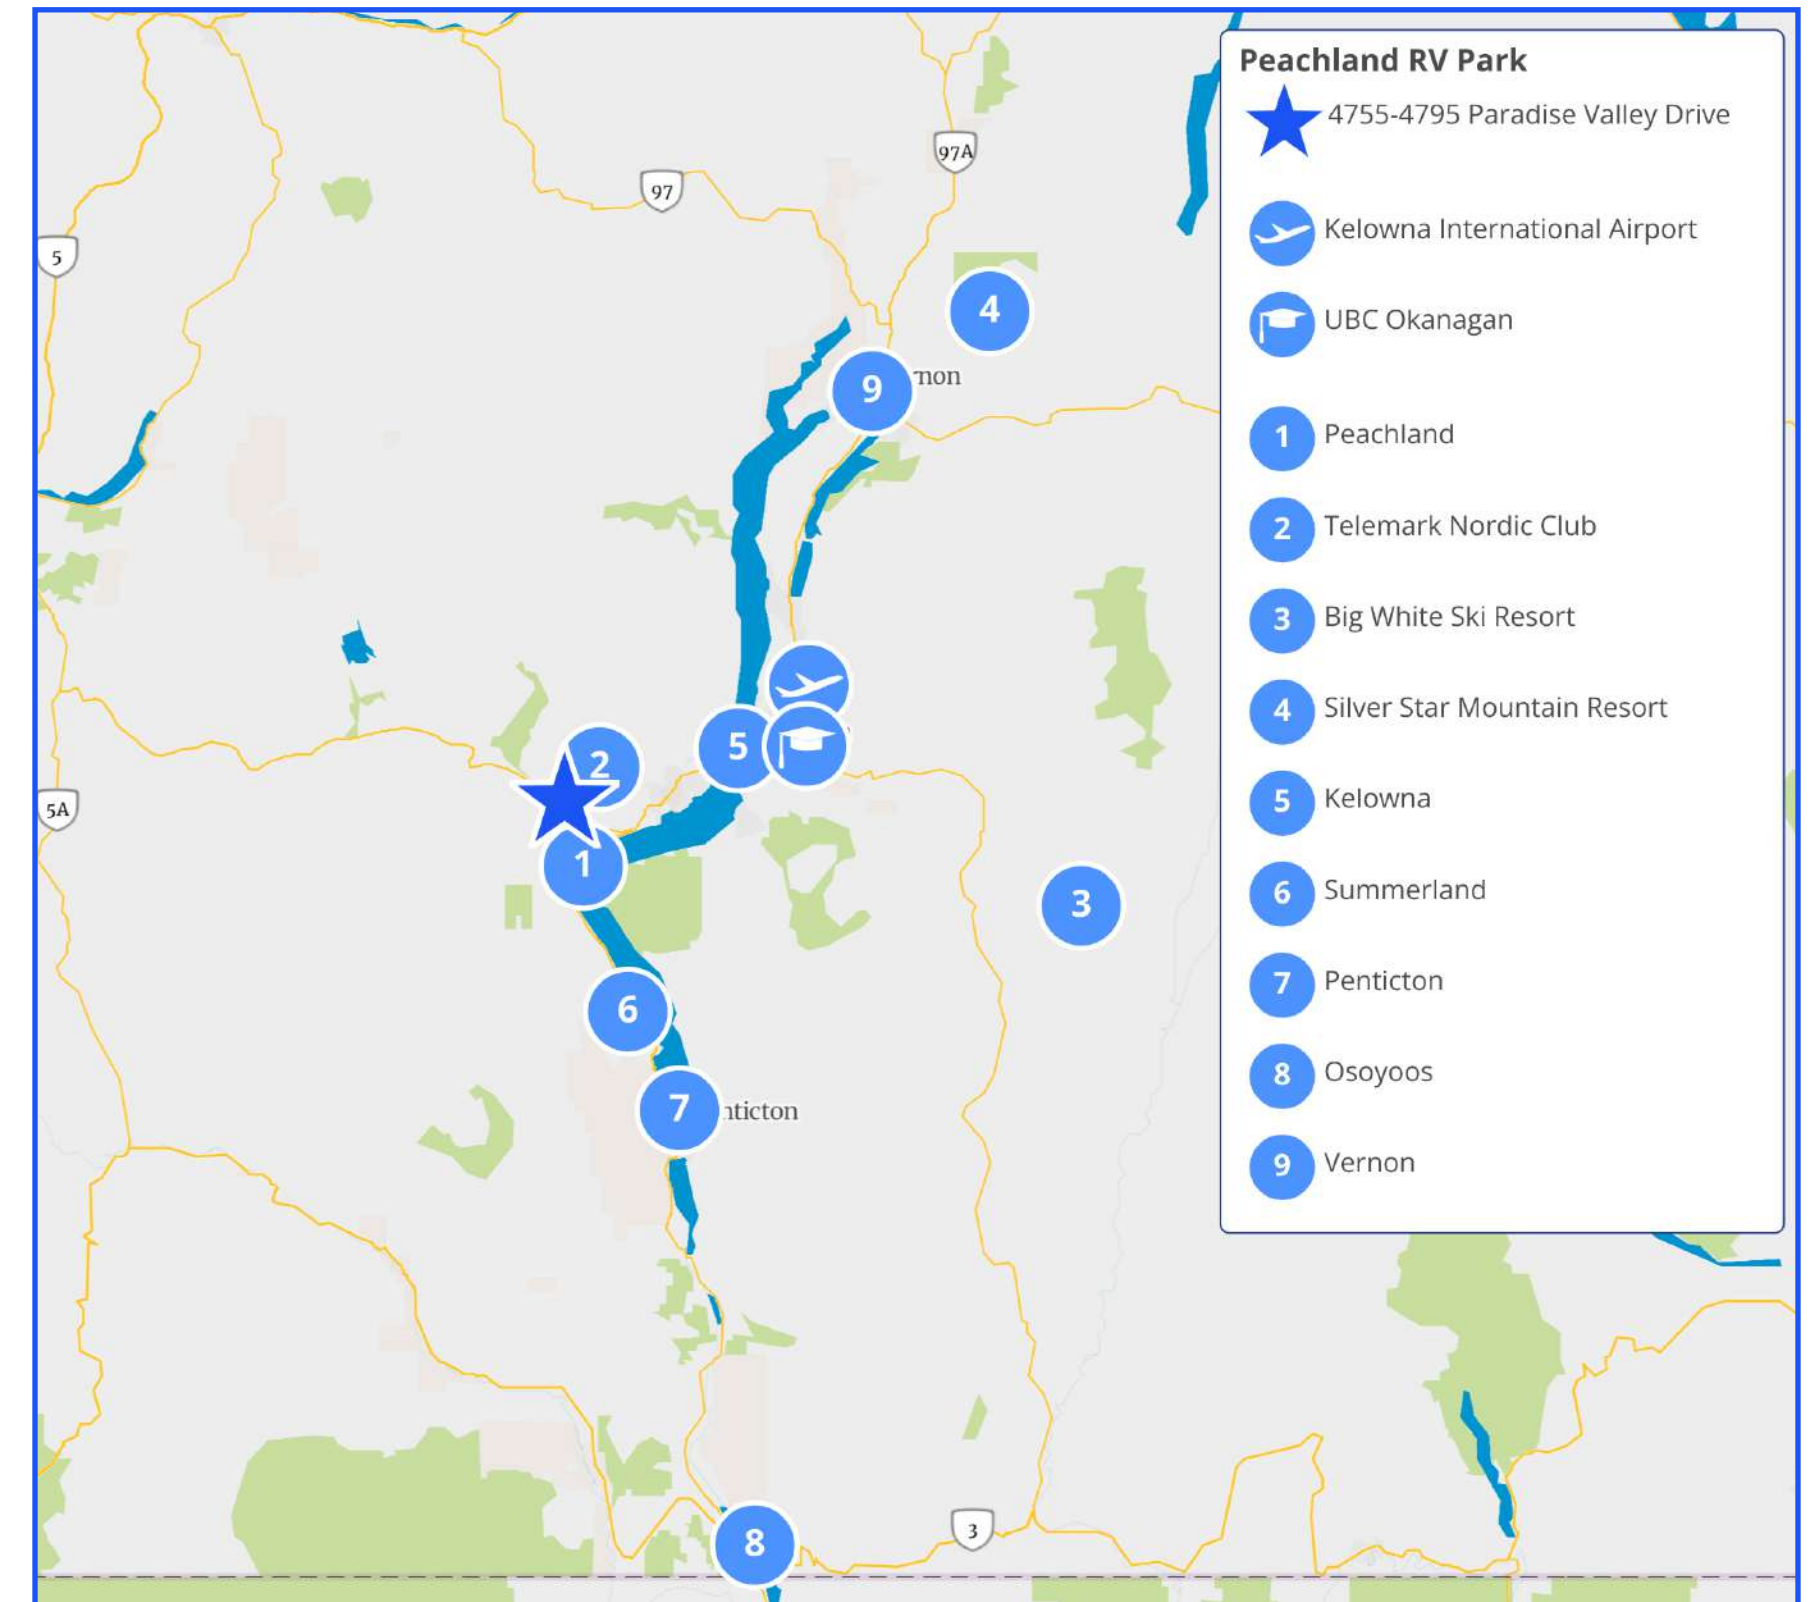 Peachland RV Park
4755-4795 Paradise Valley Drive
Kelowna International Airport
UBC Okanagan
1 Peachland
2 Telemark Nordic Club
3 Big White Ski Resort
4 Silver Star Mountain Resort
5 Kelowna
6 Summerland
7 Penticton
8 Osoyoos
9 Vernon
97A
97
5
4
9
non
5
2
5A
1
3
6
7
nticton
3
8